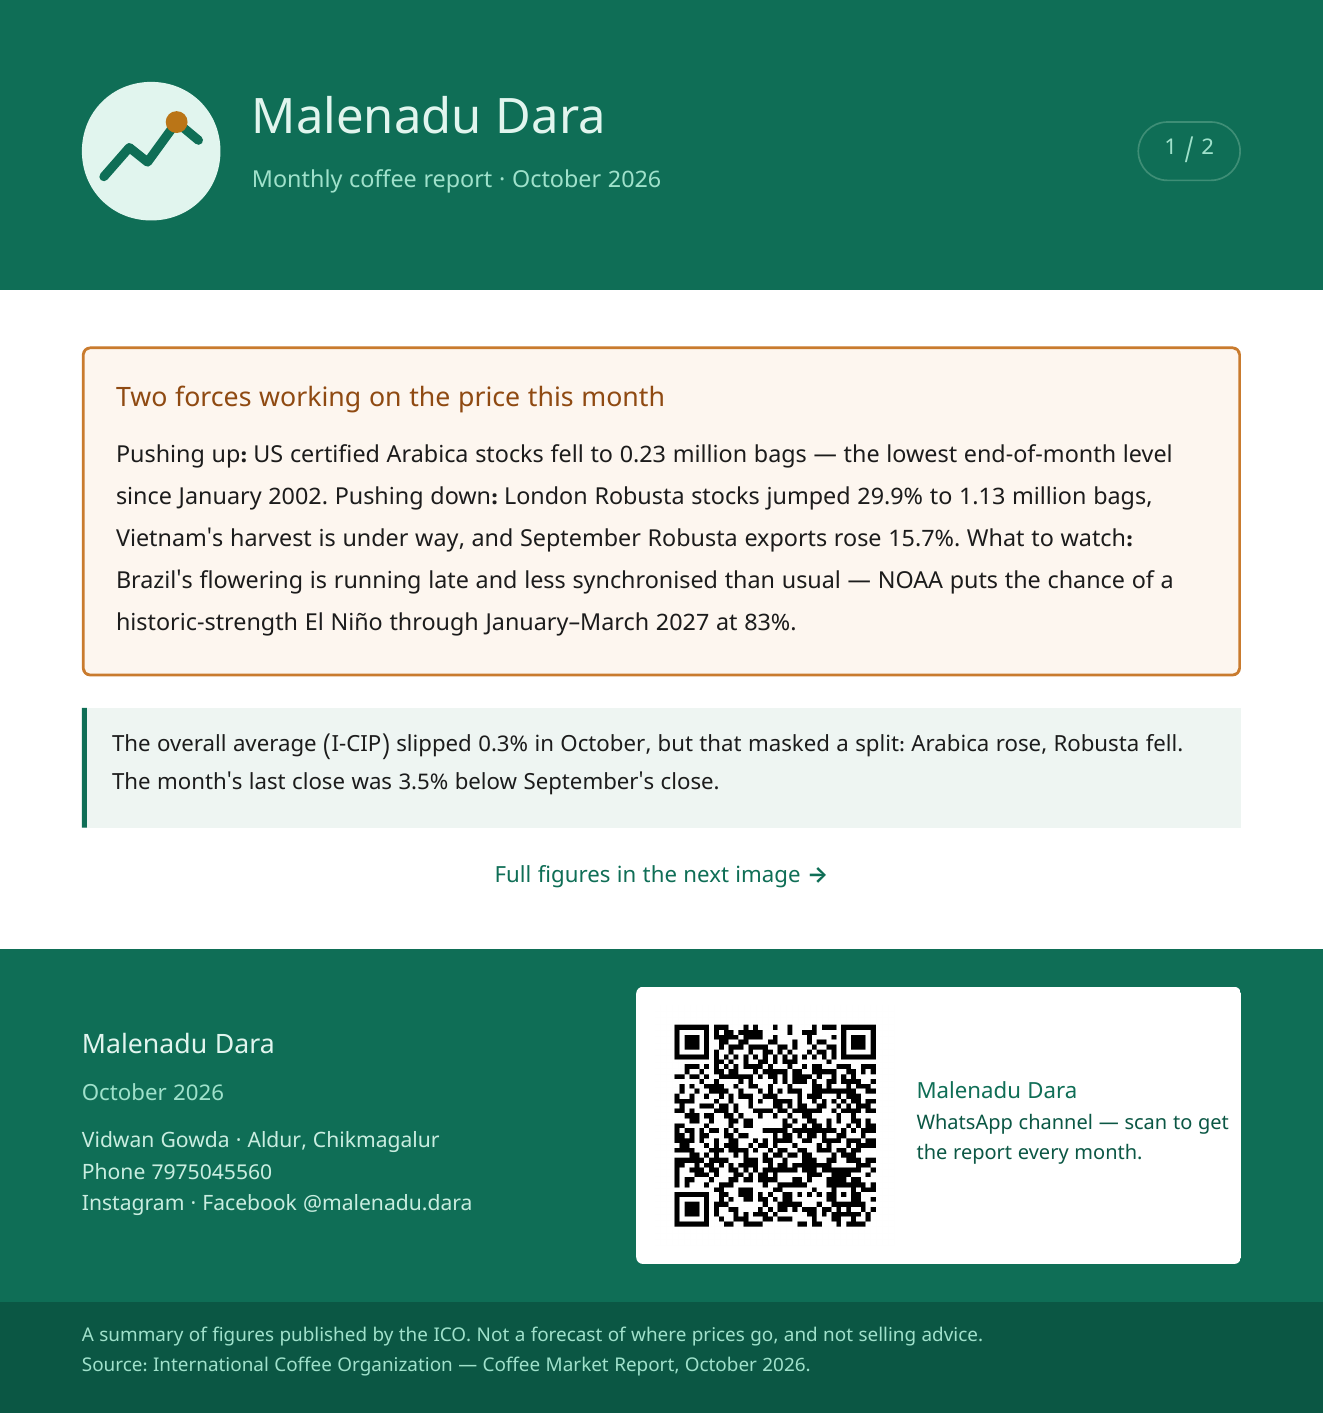 Malenadu Dara
Monthly coffee report · October 2026
1 / 2
Two forces working on the price this month
Pushing up: US certified Arabica stocks fell to 0.23 million bags — the lowest end-of-month level
since January 2002. Pushing down: London Robusta stocks jumped 29.9% to 1.13 million bags,
Vietnam's harvest is under way, and September Robusta exports rose 15.7%. What to watch:
Brazil's flowering is running late and less synchronised than usual — NOAA puts the chance of a
historic-strength El Niño through January–March 2027 at 83%.
The overall average (I-CIP) slipped 0.3% in October, but that masked a split: Arabica rose, Robusta fell.
The month's last close was 3.5% below September's close.
Full figures in the next image →
Malenadu Dara
October 2026
Vidwan Gowda · Aldur, Chikmagalur
Phone 7975045560
Instagram · Facebook @malenadu.dara
Malenadu Dara
WhatsApp channel — scan to get
the report every month.
A summary of figures published by the ICO. Not a forecast of where prices go, and not selling advice.
Source: International Coffee Organization — Coffee Market Report, October 2026.